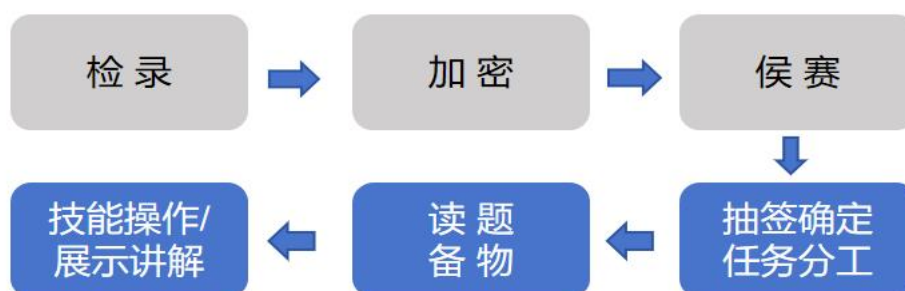 检 录
加 密
侯 赛
抽签确定
任务分工
读 题
备 物
技能操作/
展示讲解